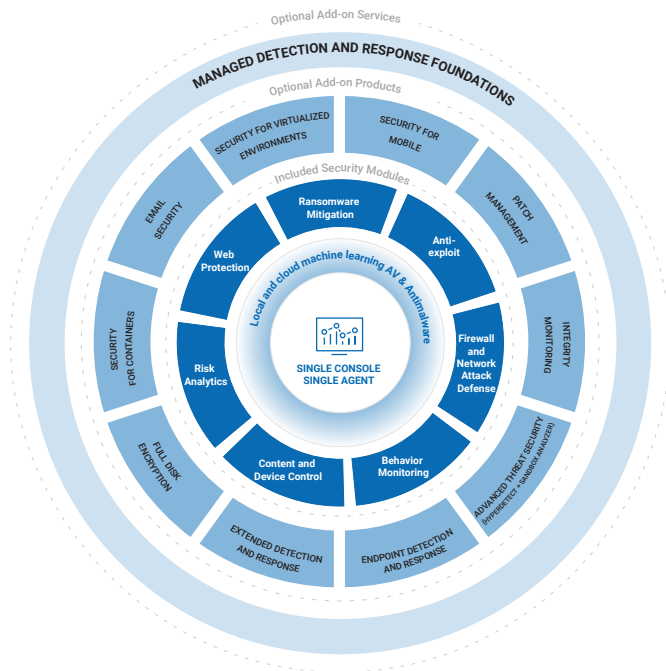 Optional Add-on Services
MANAGED DETECTION AND RESPONSE FOUNDATIONS
Optional Add-on Products
SECURITY FOR VIRTUALIZED
ENVIRONMENTS
SECURITY FOR
MOBILE
PATCH
MANAGEMENT
INTEGRITY
MONITORING
ADVANCED THREAT SECURITY
(HYPERDETECT + SANDBOX ANALYZER)
ENDPOINT DETECTION
AND RESPONSE
EXTENDED DETECTION
AND RESPONSE
FULL DISK
ENCRYPTION
SECURITY
FOR CONTAINERS
EMAIL
SECURITY
Included Security Modules
Ransomware
Mitigation
Anti-
exploit
Firewall
and
Network
Attack
Defense
Behavior
Monitoring
Content and
Device Control
Risk
Analytics
Web
Protection
Local and cloud machine learning AV & Antimalware
SINGLE CONSOLE
SINGLE AGENT